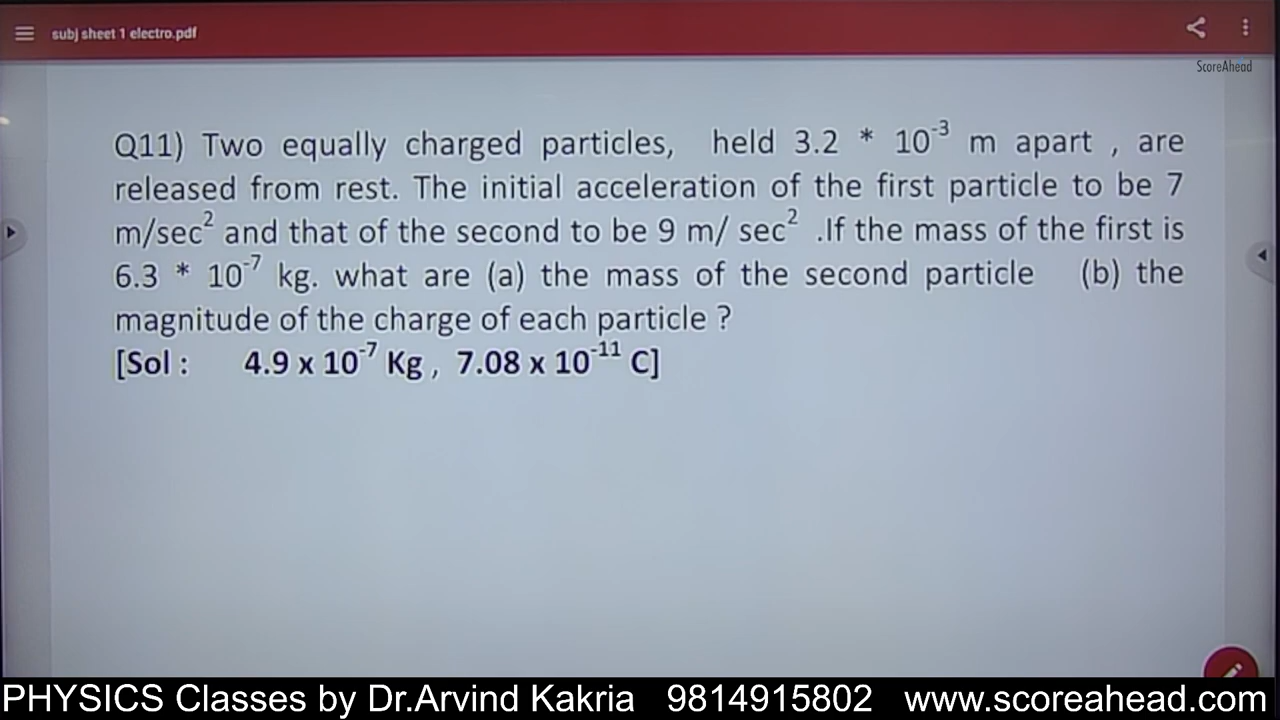 subj sheet 1 electro.pdf
ScoreAhead
Q11) Two equally charged particles, held 3.2 * 10⁻³ m apart , are
released from rest. The initial acceleration of the first particle to be 7
m/sec² and that of the second to be 9 m/ sec² .If the mass of the first is
6.3 * 10⁻⁷ kg. what are (a) the mass of the second particle (b) the
magnitude of the charge of each particle ?
[Sol : 4.9 x 10⁻⁷ Kg , 7.08 x 10⁻¹¹ C]
PHYSICS Classes by Dr.Arvind Kakria 9814915802 www.scoreahead.com